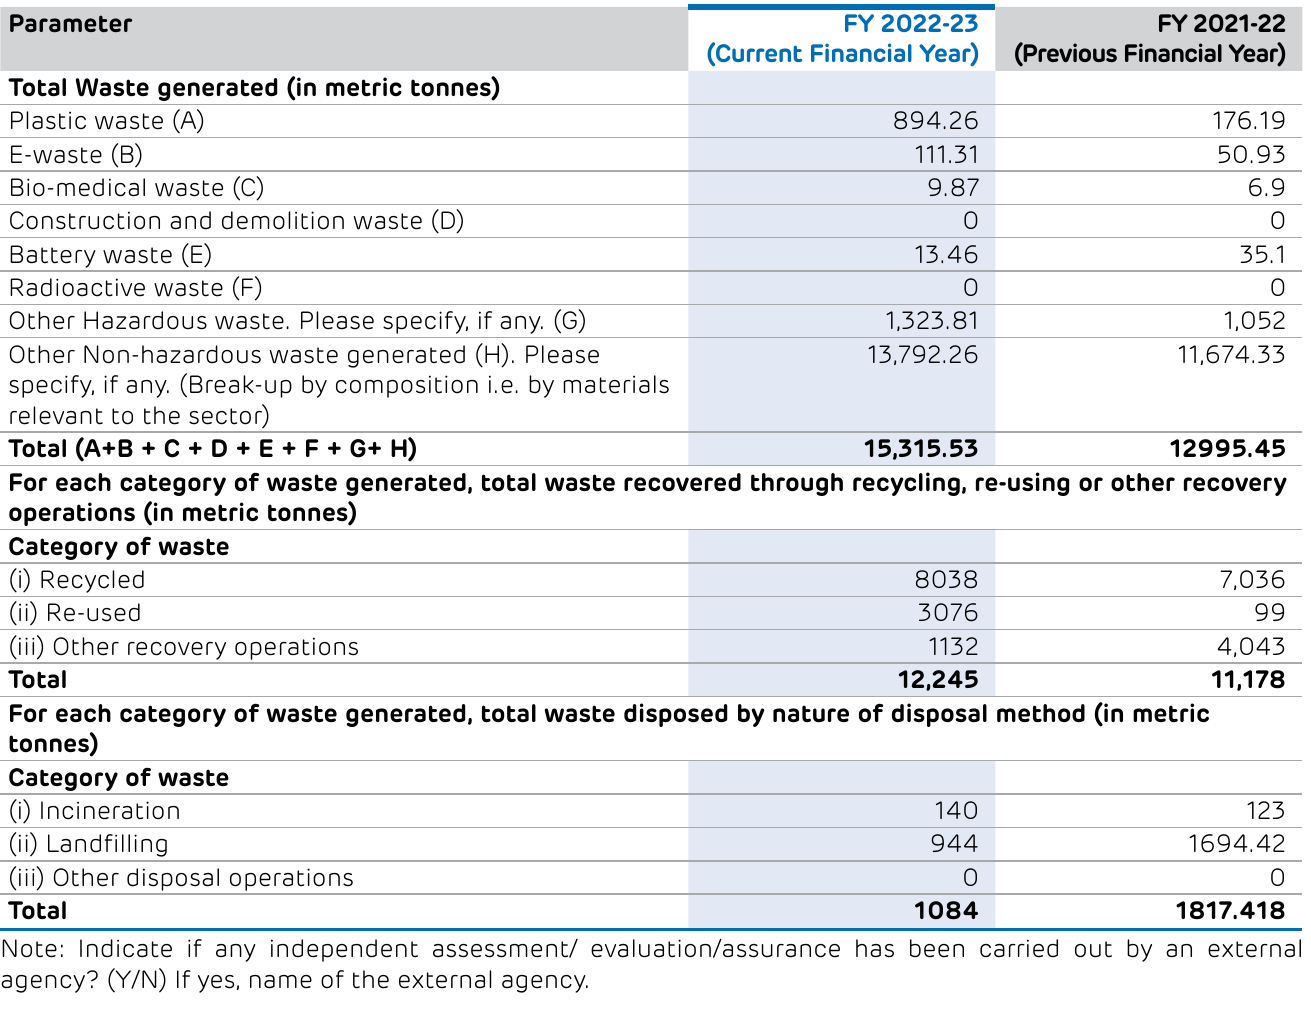 Parameter FY 2022-23 FY 2021-22
(Current Financial Year) (Previous Financial Year)
Total Waste generated (in metric tonnes)
Plastic waste (A) 894.26 176.19
E-waste (B) 111.31 50.93
Bio-medical waste (C) 9.87 6.9
Construction and demolition waste (D) 0 0
Battery waste (E) 13.46 35.1
Radioactive waste (F) 0 0
Other Hazardous waste. Please specify, if any. (G) 1,323.81 1,052
Other Non-hazardous waste generated (H). Please 13,792.26 11,674.33
specify, if any. (Break-up by composition i.e. by materials
relevant to the sector)
Total (A+B + C + D + E + F + G+ H) 15,315.53 12995.45
For each category of waste generated, total waste recovered through recycling, re-using or other recovery
operations (in metric tonnes)
Category of waste
(i) Recycled 8038 7,036
(ii) Re-used 3076 99
(iii) Other recovery operations 1132 4,043
Total 12,245 11,178
For each category of waste generated, total waste disposed by nature of disposal method (in metric
tonnes)
Category of waste
(i) Incineration 140 123
(ii) Landfilling 944 1694.42
(iii) Other disposal operations 0 0
Total 1084 1817.418
Note: Indicate if any independent assessment/ evaluation/assurance has been carried out by an external
agency? (Y/N) If yes, name of the external agency.